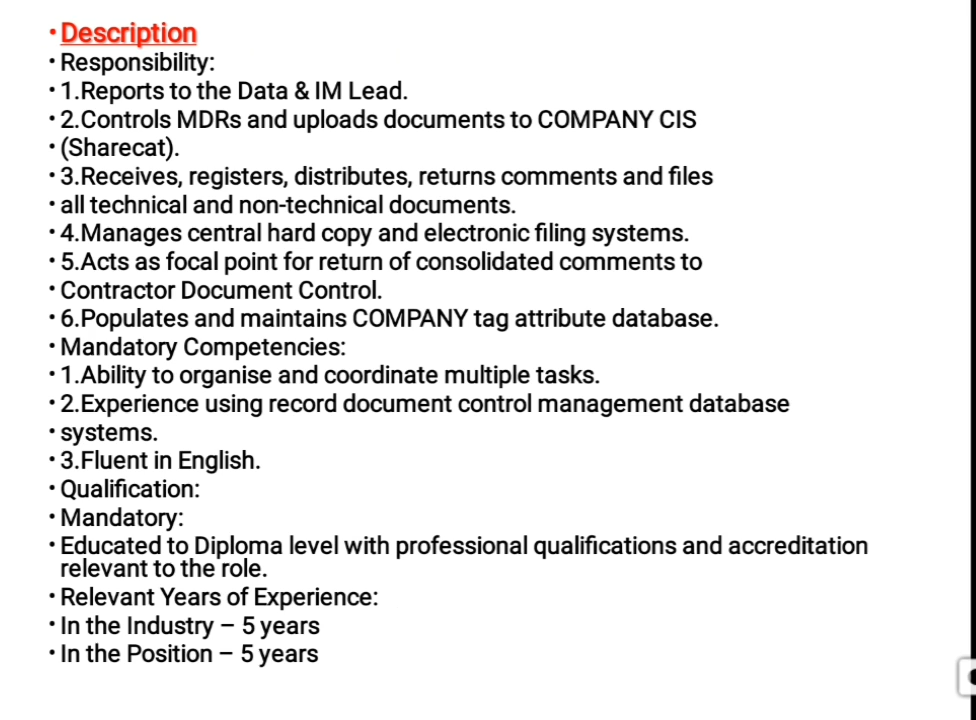 • Description
• Responsibility:
• 1.Reports to the Data & IM Lead.
• 2.Controls MDRs and uploads documents to COMPANY CIS
• (Sharecat).
• 3.Receives, registers, distributes, returns comments and files
• all technical and non-technical documents.
• 4.Manages central hard copy and electronic filing systems.
• 5.Acts as focal point for return of consolidated comments to
• Contractor Document Control.
• 6.Populates and maintains COMPANY tag attribute database.
• Mandatory Competencies:
• 1.Ability to organise and coordinate multiple tasks.
• 2.Experience using record document control management database
• systems.
• 3.Fluent in English.
• Qualification:
• Mandatory:
• Educated to Diploma level with professional qualifications and accreditation
relevant to the role.
• Relevant Years of Experience:
• In the Industry – 5 years
• In the Position – 5 years